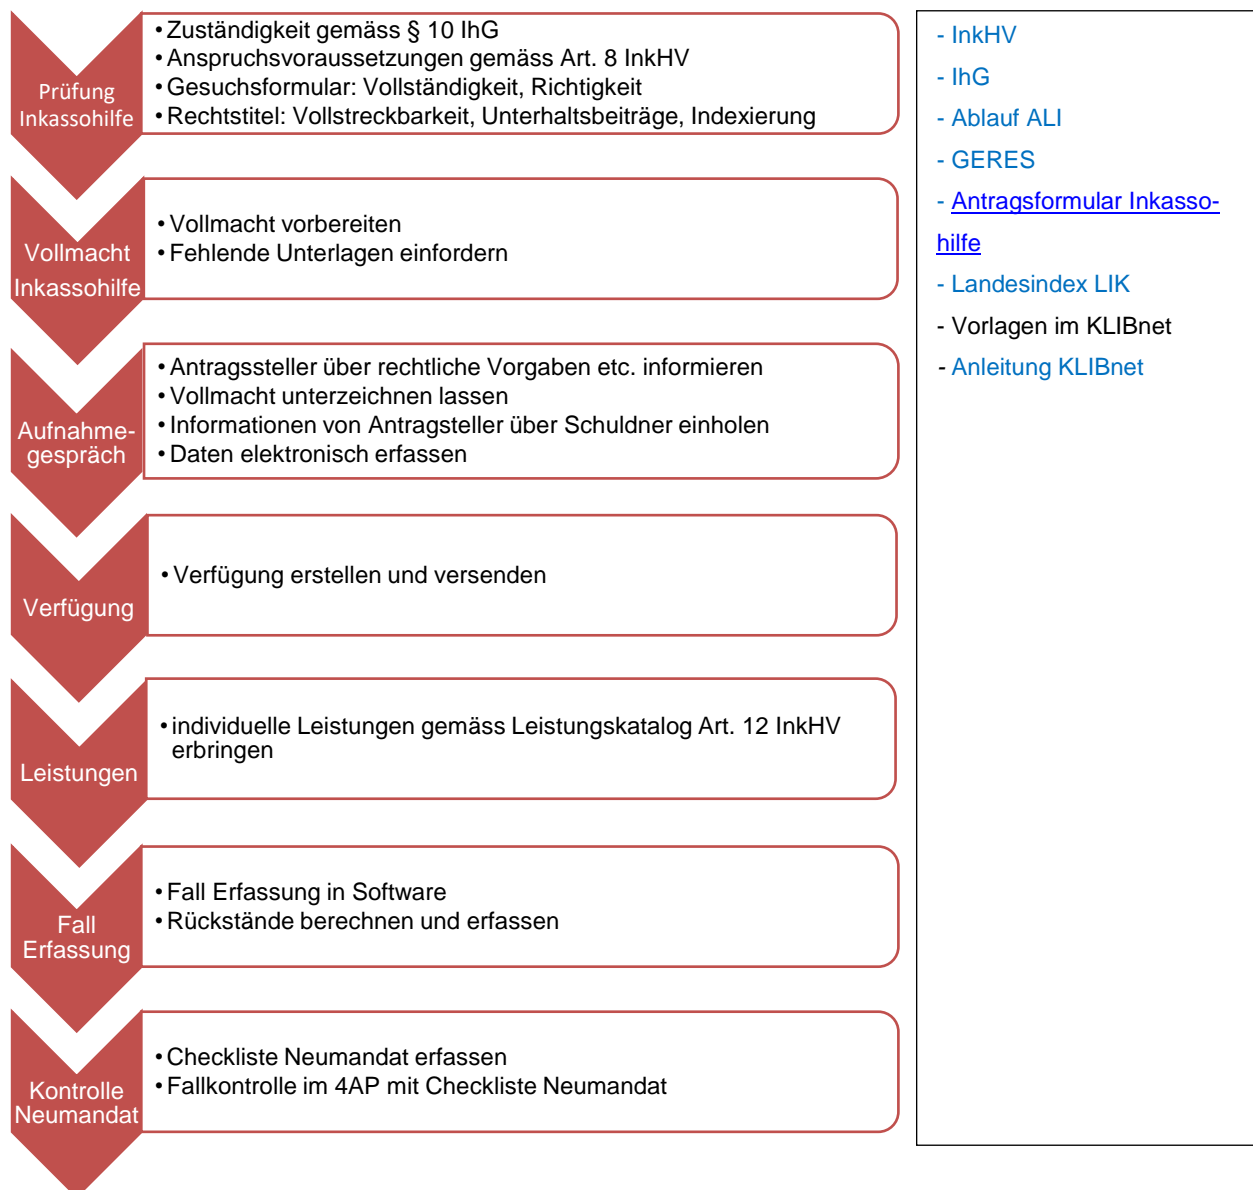 Prüfung
Inkassohilfe
• Zuständigkeit gemäss § 10 IhG
• Anspruchsvoraussetzungen gemäss Art. 8 InkHV
• Gesuchsformular: Vollständigkeit, Richtigkeit
• Rechtstitel: Vollstreckbarkeit, Unterhaltsbeiträge, Indexierung
Vollmacht
Inkassohilfe
• Vollmacht vorbereiten
• Fehlende Unterlagen einfordern
Aufnahme-
gespräch
• Antragssteller über rechtliche Vorgaben etc. informieren
• Vollmacht unterzeichnen lassen
• Informationen von Antragsteller über Schuldner einholen
• Daten elektronisch erfassen
Verfügung
• Verfügung erstellen und versenden
Leistungen
• individuelle Leistungen gemäss Leistungskatalog Art. 12 InkHV
erbringen
Fall
Erfassung
• Fall Erfassung in Software
• Rückstände berechnen und erfassen
Kontrolle
Neumandat
• Checkliste Neumandat erfassen
• Fallkontrolle im 4AP mit Checkliste Neumandat
- InkHV
- IhG
- Ablauf ALI
- GERES
- Antragsformular Inkasso-
hilfe
- Landesindex LIK
- Vorlagen im KLIBnet
- Anleitung KLIBnet